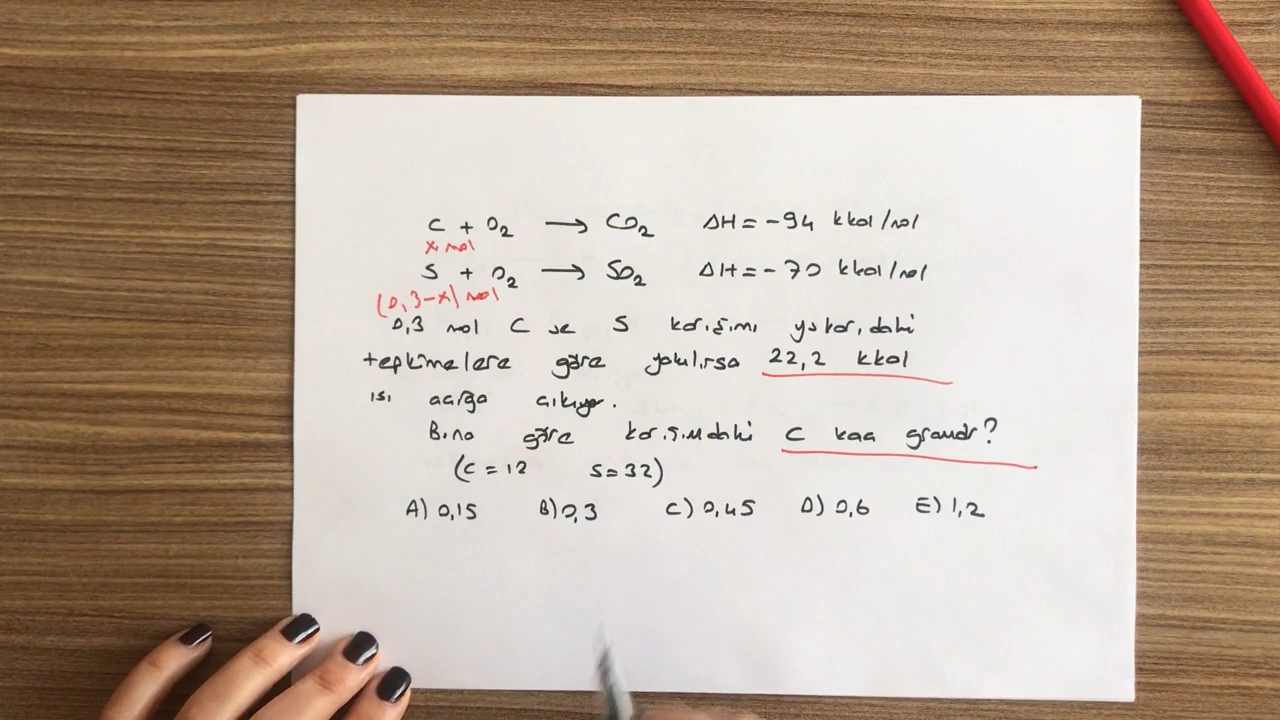 C + O₂ → CO₂ ΔH = -94 kkal/mol
x mol
S + O₂ → SO₂ ΔH = -70 kkal/mol
(0,3-x) mol
0,3 mol C ve S karışımı yukarıdaki
tepkimelere göre yakılırsa 22,2 kkal
ısı açığa çıkıyor.
Buna göre karışımdaki C kaç gramdır?
(C = 12 S = 32)
A) 0,15 B) 0,3 C) 0,45 D) 0,6 E) 1,2